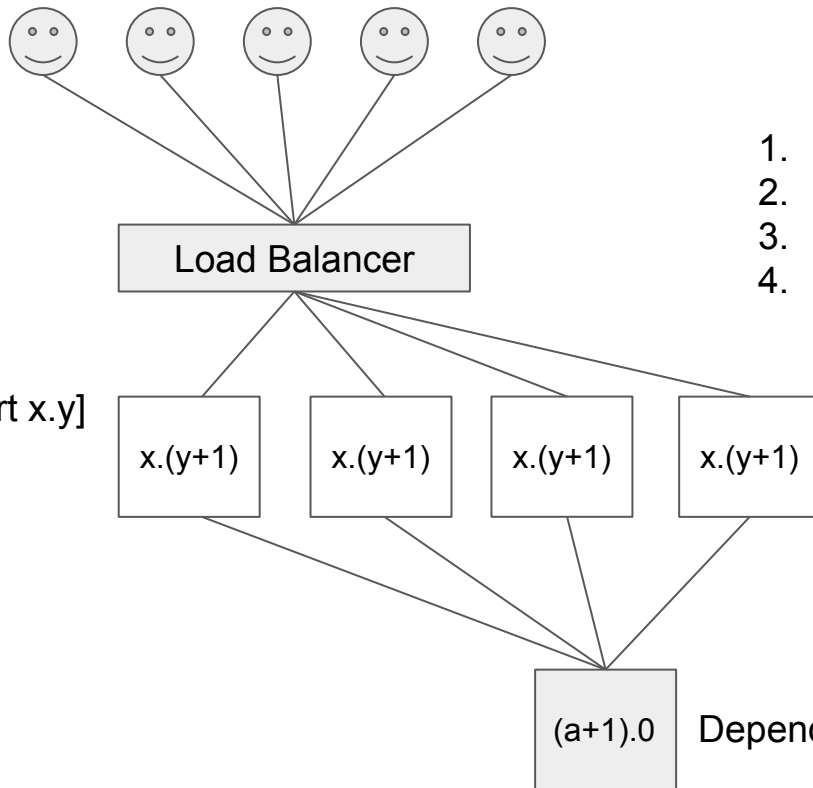 1.
2.
3.
4.
Load Balancer
rt x.y]
x.(y+1) x.(y+1) x.(y+1) x.(y+1)
(a+1).0 Depend